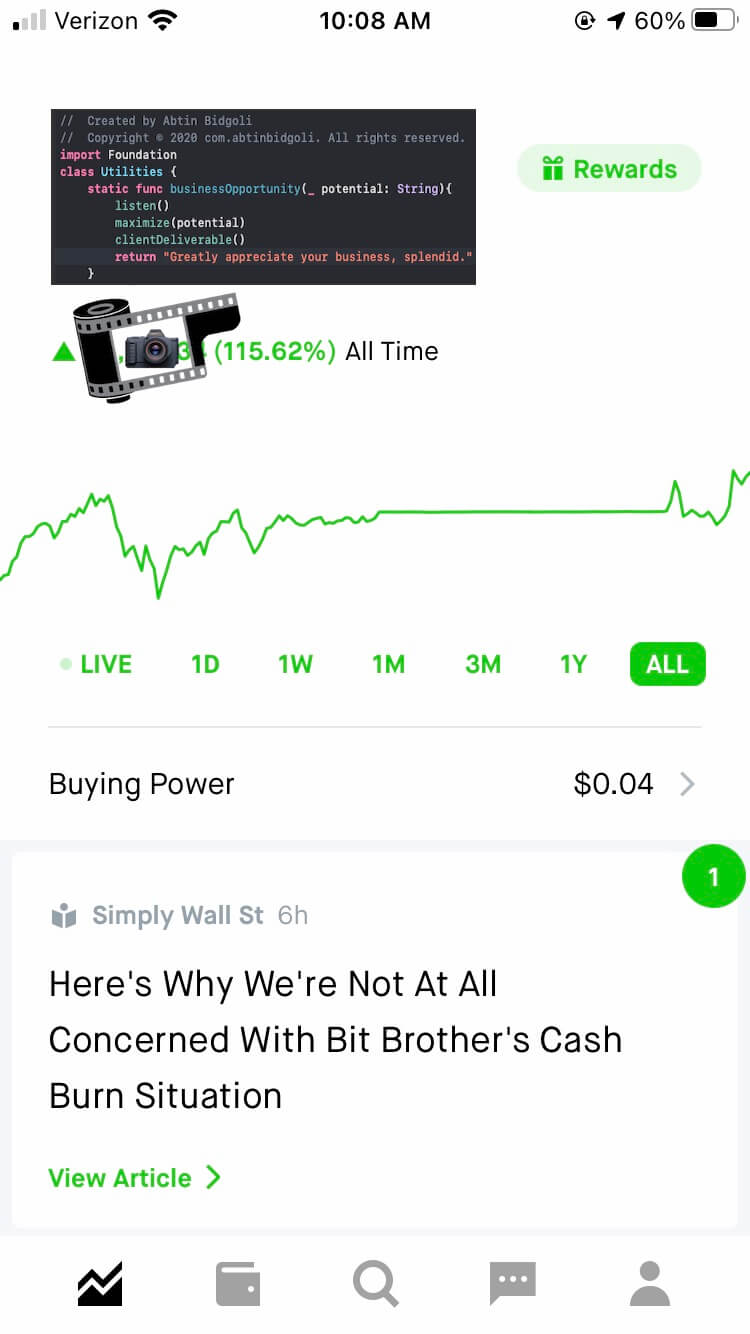 Verizon 10:08 AM 60%
// Created by Abtin Bidgoli
// Copyright © 2020 com.abtinbidgoli. All rights reserved.
import Foundation
class Utilities {
static func businessOpportunity(_ potential: String){
listen()
maximize(potential)
clientDeliverable()
return "Greatly appreciate your business, splendid."
}
Rewards
(115.62%) All Time
LIVE 1D 1W 1M 3M 1Y ALL
Buying Power $0.04
1
Simply Wall St 6h
Here's Why We're Not At All
Concerned With Bit Brother's Cash
Burn Situation
View Article